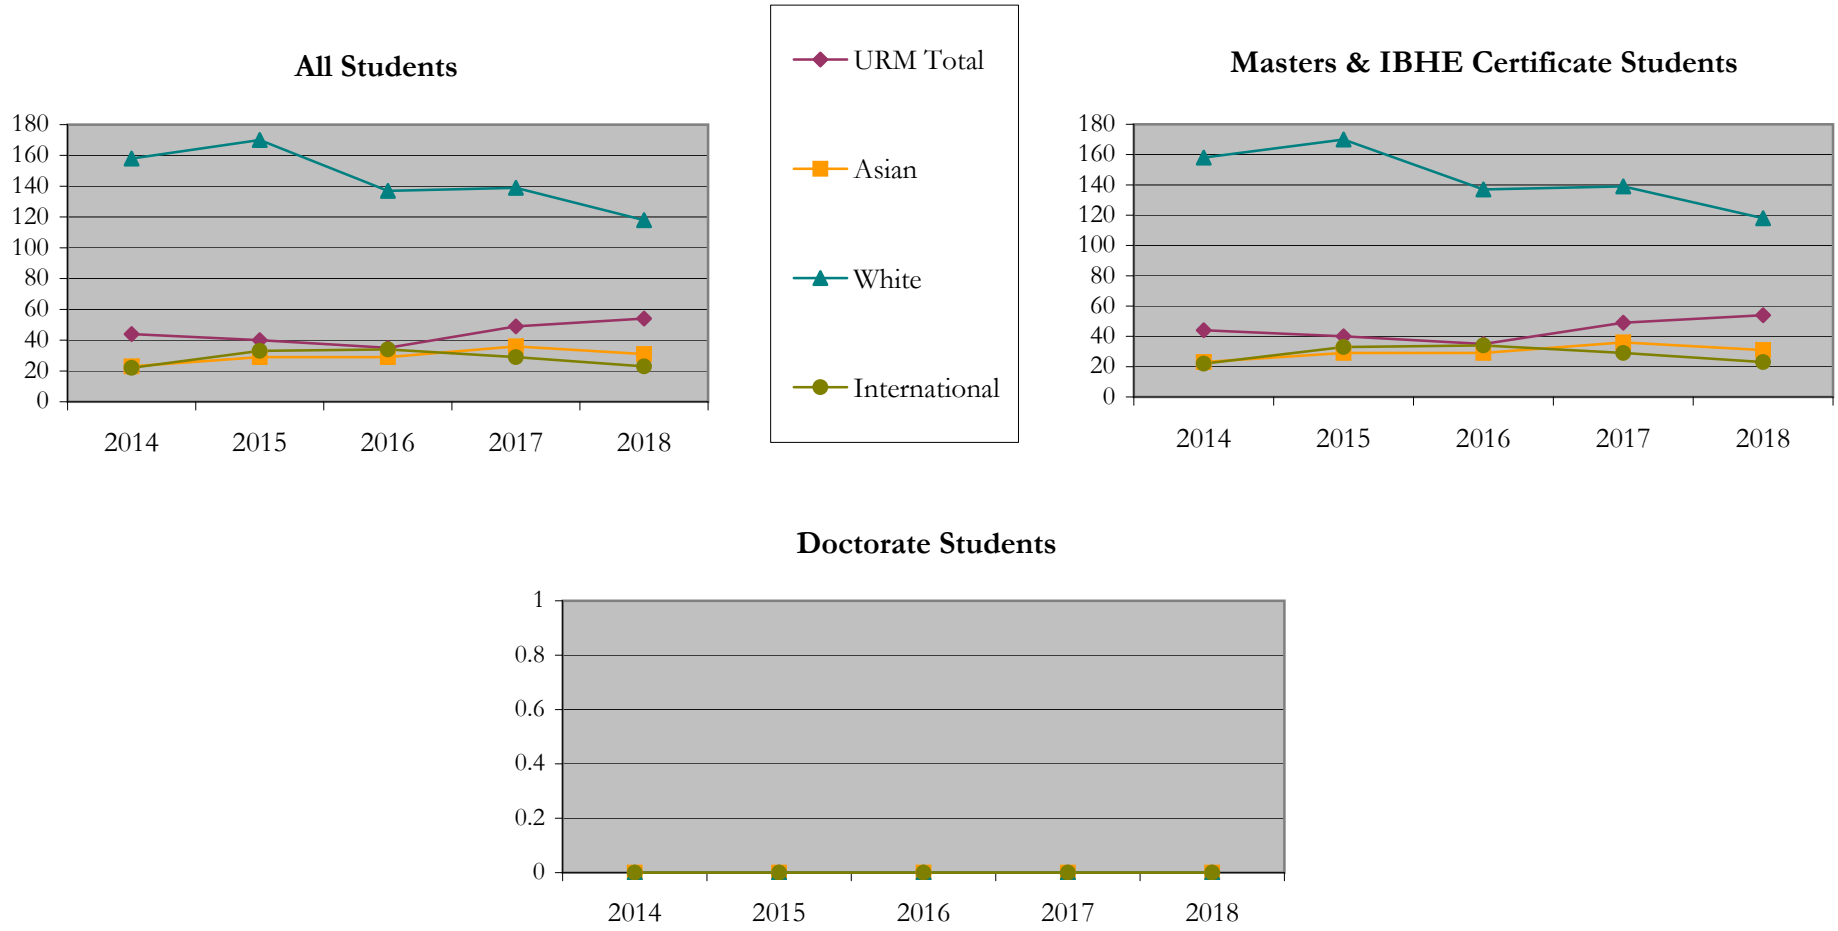 All Students
180
160
140
120
100
80
60
40
20
0
2014 2015 2016 2017 2018
URM Total
Asian
White
International
Masters & IBHE Certificate Students
180
160
140
120
100
80
60
40
20
0
2014 2015 2016 2017 2018
Doctorate Students
1
0.8
0.6
0.4
0.2
0
2014 2015 2016 2017 2018